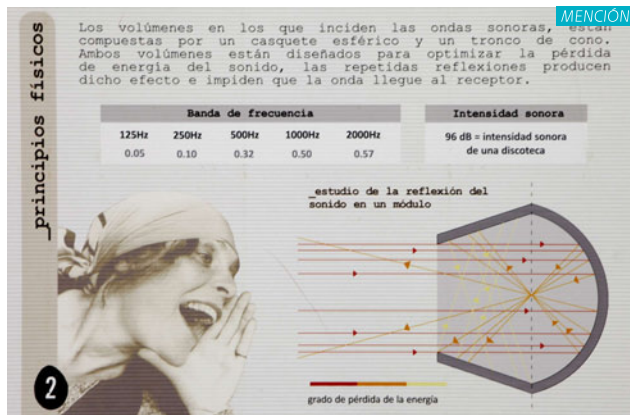 MENCIÓN
_principios físicos
Los volúmenes en los que inciden las ondas sonoras, están
compuestas por un casquete esférico y un tronco de cono.
Ambos volúmenes están diseñados para optimizar la pérdida
de energía del sonido, las repetidas reflexiones producen
dicho efecto e impiden que la onda llegue al receptor.
Banda de frecuencia
125Hz 250Hz 500Hz 1000Hz 2000Hz
0.05 0.10 0.32 0.50 0.57
Intensidad sonora
96 dB = intensidad sonora
de una discoteca
_estudio de la reflexión del
sonido en un módulo
grado de pérdida de la energía
2